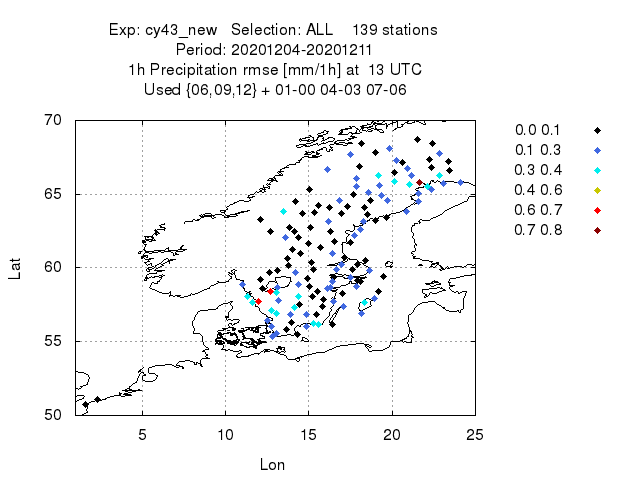 Exp: cy43_new   Selection: ALL    139 stations
Period: 20201204-20201211
1h Precipitation rmse [mm/1h] at  13 UTC
Used {06,09,12} + 01-00 04-03 07-06
70
65
60
55
50
Lat
5
10
15
20
25
Lon
0.0 0.1
0.1 0.3
0.3 0.4
0.4 0.6
0.6 0.7
0.7 0.8